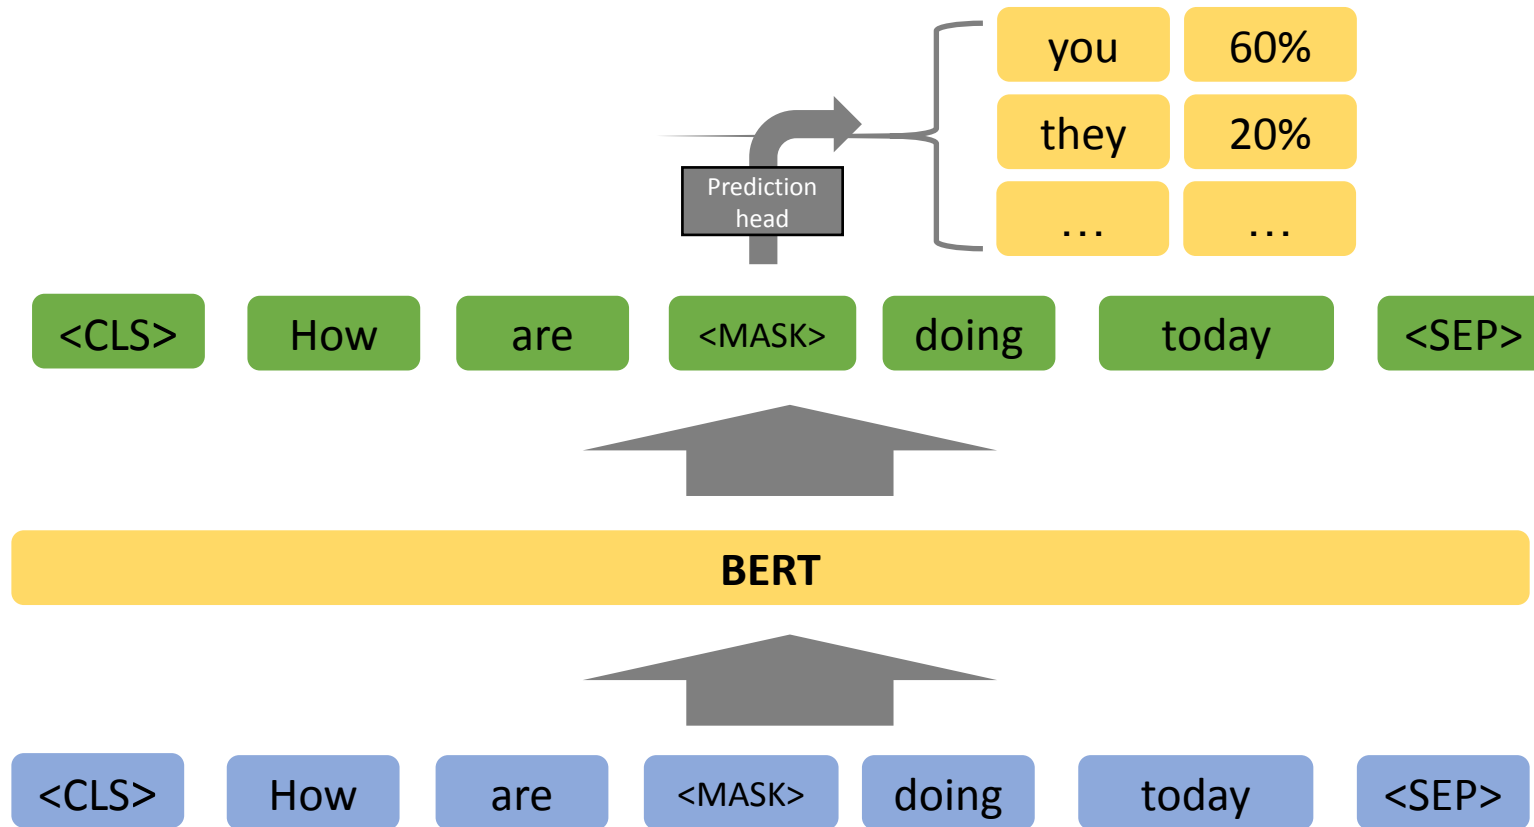 you 60%
they 20%
Prediction
head
… …
<CLS> How are <MASK> doing today <SEP>
BERT
<CLS> How are <MASK> doing today <SEP>